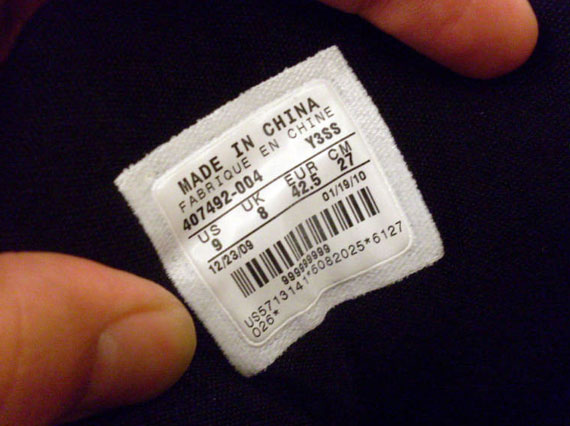 MADE IN CHINA
FABRIQUE EN CHINE
407492-004 Y3SS
US UK EUR CM
9 8 42.5 27
12/23/09 01/19/10
999999999
US5713141*6082025*6127
026*